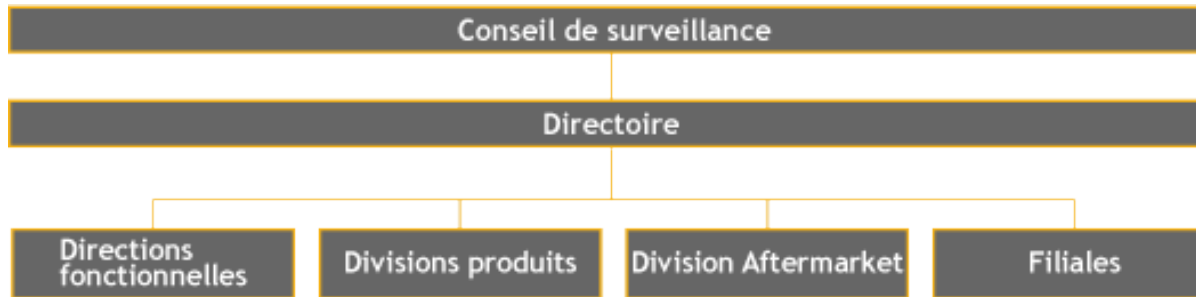 Conseil de surveillance
Directoire
Directions
fonctionnelles
Divisions produits
Division Aftermarket
Filiales